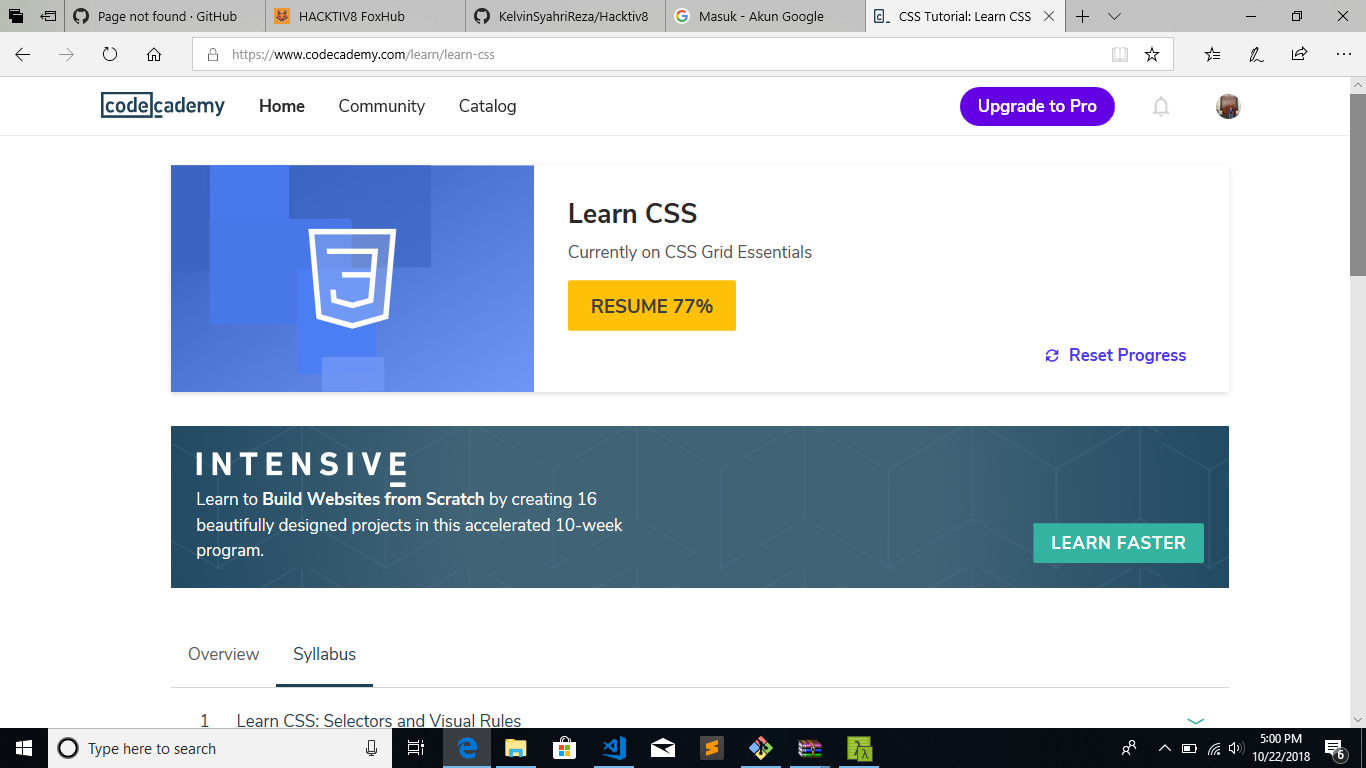 Page not found · GitHub
HACKTIV8 FoxHub
KelvinSyahriReza/Hacktiv8
Masuk - Akun Google
CSS Tutorial: Learn CSS
https://www.codecademy.com/learn/learn-css
codecademy
Home
Community
Catalog
Upgrade to Pro
Learn CSS
Currently on CSS Grid Essentials
RESUME 77%
Reset Progress
INTENSIVE
Learn to Build Websites from Scratch by creating 16
beautifully designed projects in this accelerated 10-week
program.
LEARN FASTER
Overview
Syllabus
1 Learn CSS: Selectors and Visual Rules
Type here to search
5:00 PM
10/22/2018
6